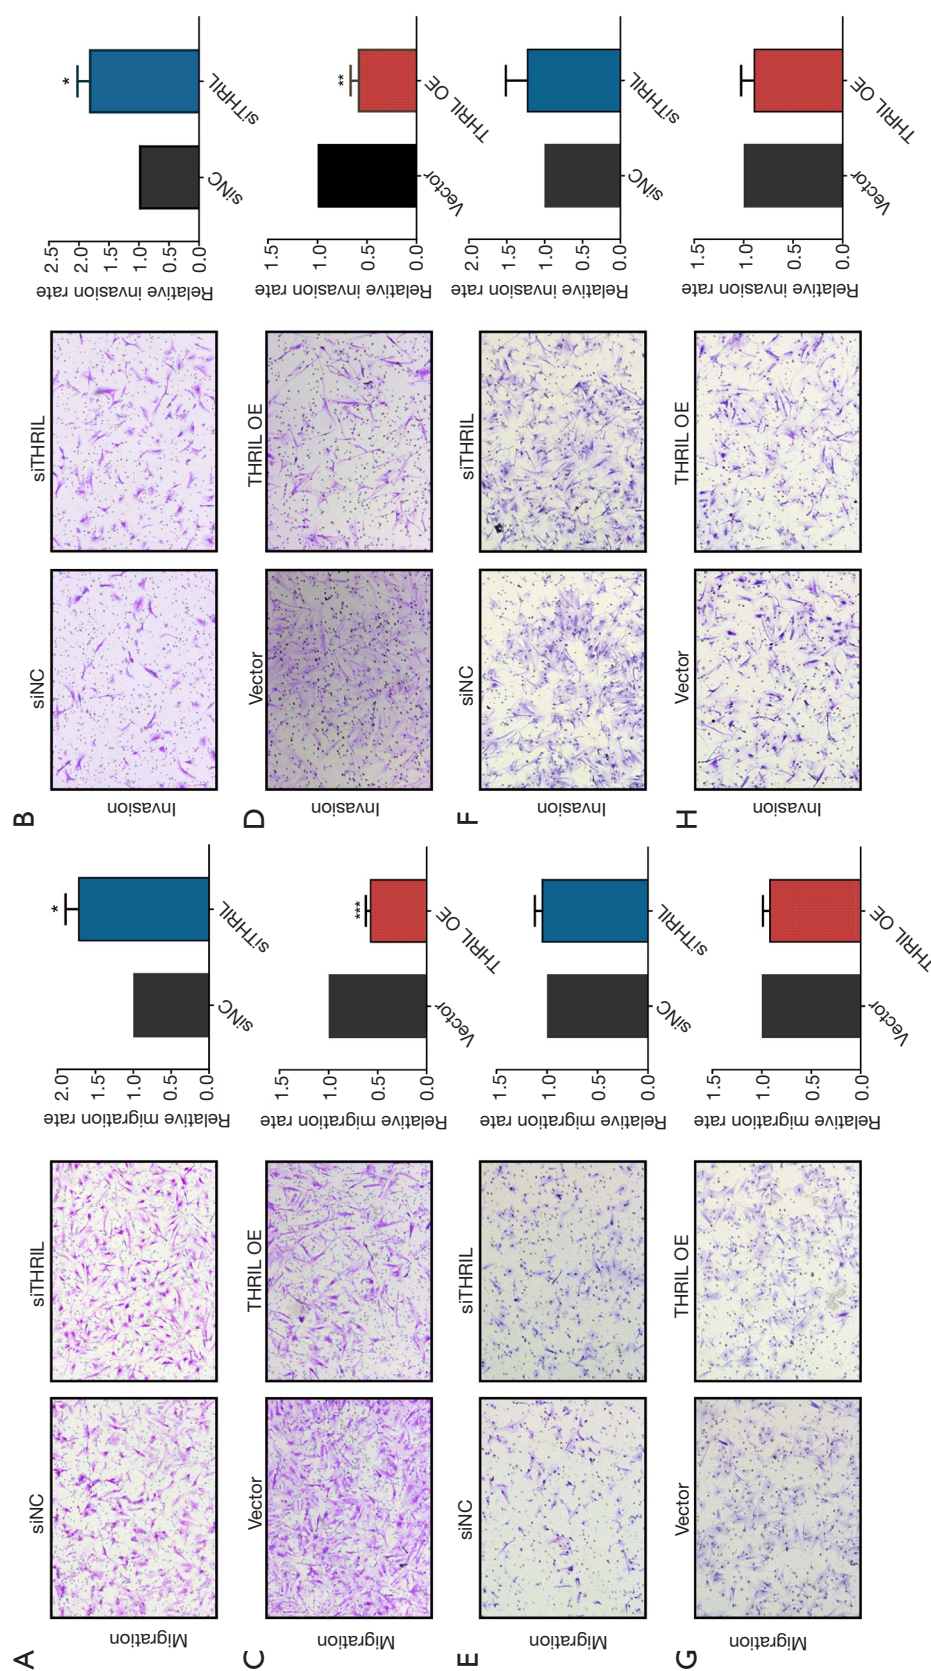 A
siNC
siTHRIL
Migration
Relative migration rate
2.0
1.5
1.0
0.5
0.0
*
siNC
siTHRIL
B
siNC
siTHRIL
Invasion
Relative invasion rate
2.5
2.0
1.5
1.0
0.5
0.0
*
siNC
siTHRIL
C
Vector
THRIL OE
Migration
Relative migration rate
1.5
1.0
0.5
0.0
***
Vector
THRIL OE
D
Vector
THRIL OE
Invasion
Relative invasion rate
1.5
1.0
0.5
0.0
**
Vector
THRIL OE
E
siNC
siTHRIL
Migration
Relative migration rate
1.5
1.0
0.5
0.0
siNC
siTHRIL
F
siNC
siTHRIL
Invasion
Relative invasion rate
2.0
1.5
1.0
0.5
0.0
siNC
siTHRIL
G
Vector
THRIL OE
Migration
Relative migration rate
1.5
1.0
0.5
0.0
Vector
THRIL OE
H
Vector
THRIL OE
Invasion
Relative invasion rate
1.5
1.0
0.5
0.0
Vector
THRIL OE